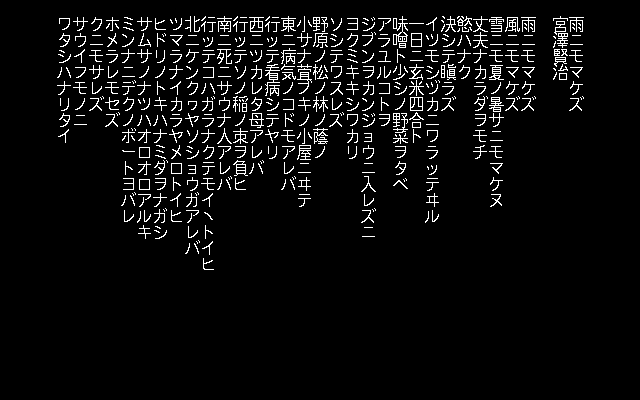 雨ニモマケズ
宮澤賢治
雨ニモマケズ
風ニモマケズ
雪ニモ夏ノ暑サニモマケヌ
丈夫ナカラダヲモチ
慾ハナク
決シテ瞋ラズ
イツモシヅカニワラッテヰル
一日ニ玄米四合ト
味噌ト少シノ野菜ヲタベ
アラユルコトヲ
ジブンヲカンジョウニ入レズニ
ヨクミキキシワカリ
ソシテワスレズ
野原ノ松ノ林ノ蔭ノ
小サナ萱ブキノ小屋ニヰテ
東ニ病気ノコドモアレバ
行ッテ看病シテヤリ
西ニツカレタ母アレバ
行ッテソノ稲ノ束ヲ負ヒ
南ニ死ニサウナ人アレバ
行ッテコハガラナクテモイヽトイヒ
北ニケンクヮヤソショウガアレバ
ツマラナイカラヤメロトイヒ
ヒドリノトキハナミダヲナガシ
サムサノナツハオロオロアルキ
ミンナニデクノボートヨバレ
ホメラレモセズ
クニモサレズ
サウイフモノニ
ワタシハナリタイ